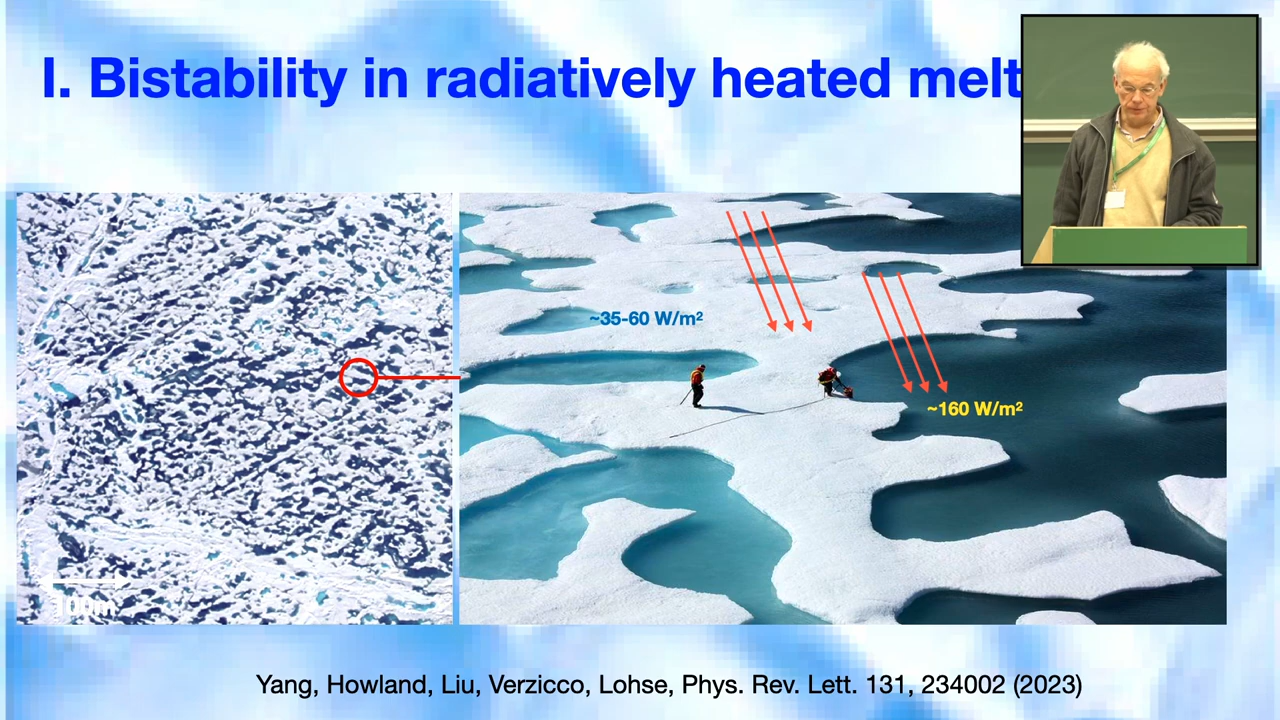 I. Bistability in radiatively heated melt
~35-60 W/m²
~160 W/m²
100m
Yang, Howland, Liu, Verzicco, Lohse, Phys. Rev. Lett. 131, 234002 (2023)